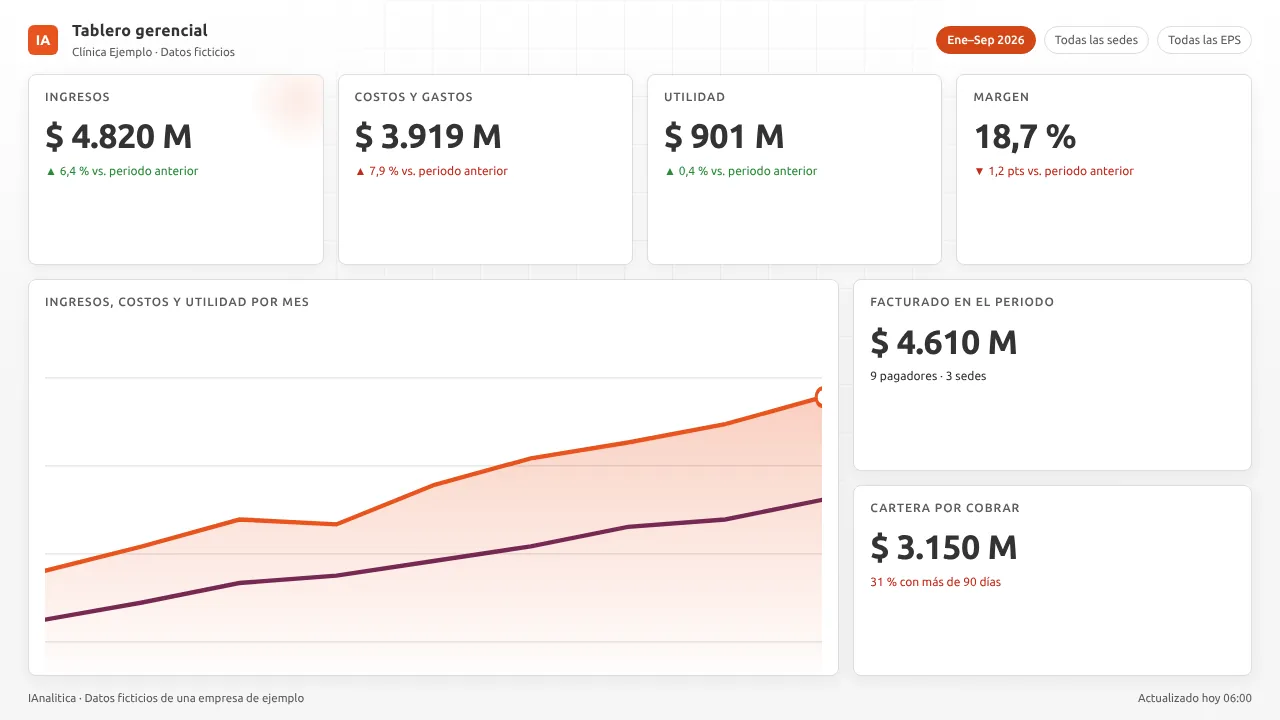 IA
Tablero gerencial
Clínica Ejemplo · Datos ficticios
Ene–Sep 2026
Todas las sedes
Todas las EPS
INGRESOS
$ 4.820 M
▲ 6,4 % vs. periodo anterior
COSTOS Y GASTOS
$ 3.919 M
▲ 7,9 % vs. periodo anterior
UTILIDAD
$ 901 M
▲ 0,4 % vs. periodo anterior
MARGEN
18,7 %
▼ 1,2 pts vs. periodo anterior
INGRESOS, COSTOS Y UTILIDAD POR MES
FACTURADO EN EL PERIODO
$ 4.610 M
9 pagadores · 3 sedes
CARTERA POR COBRAR
$ 3.150 M
31 % con más de 90 días
IAnalítica · Datos ficticios de una empresa de ejemplo
Actualizado hoy 06:00